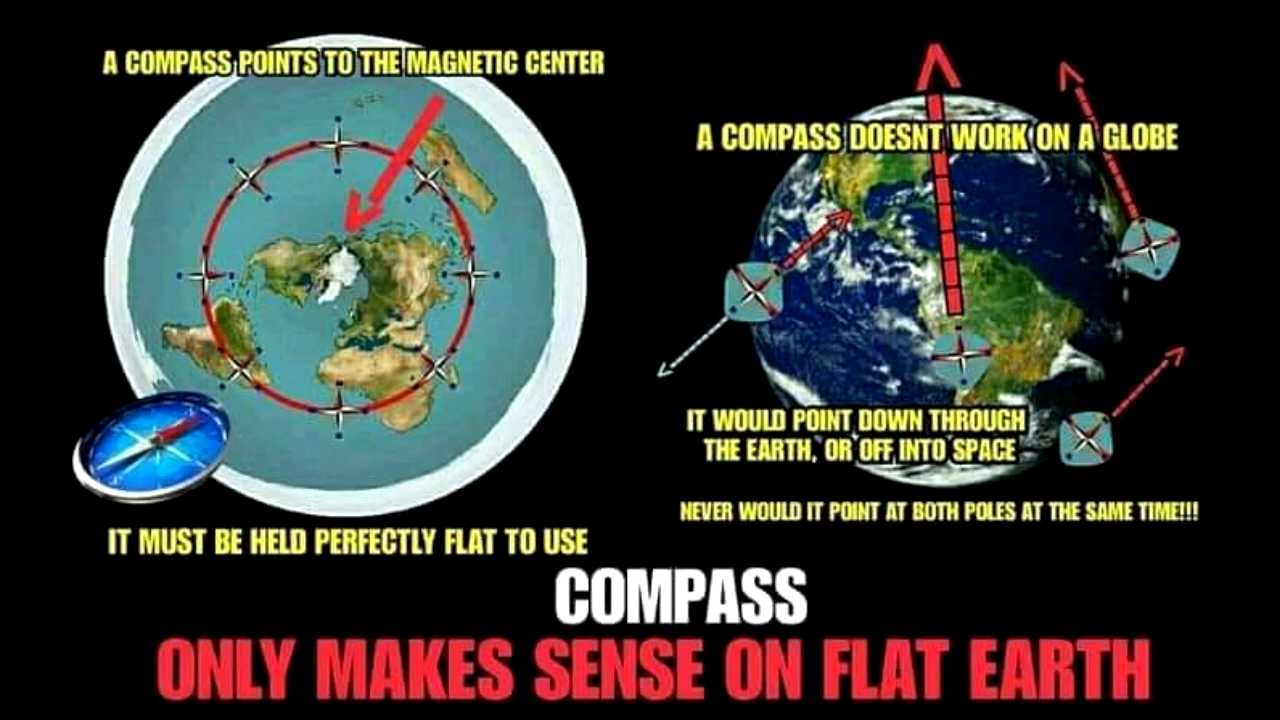 A COMPASS POINTS TO THE MAGNETIC CENTER
A COMPASS DOESNT WORK ON A GLOBE
IT WOULD POINT DOWN THROUGH
THE EARTH, OR OFF INTO SPACE
NEVER WOULD IT POINT AT BOTH POLES AT THE SAME TIME!!!
IT MUST BE HELD PERFECTLY FLAT TO USE
COMPASS
ONLY MAKES SENSE ON FLAT EARTH